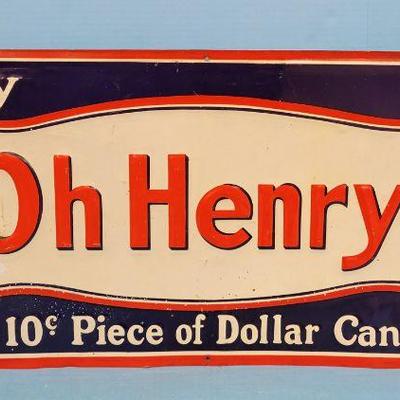 y
Oh Henry
10¢ Piece of Dollar Can